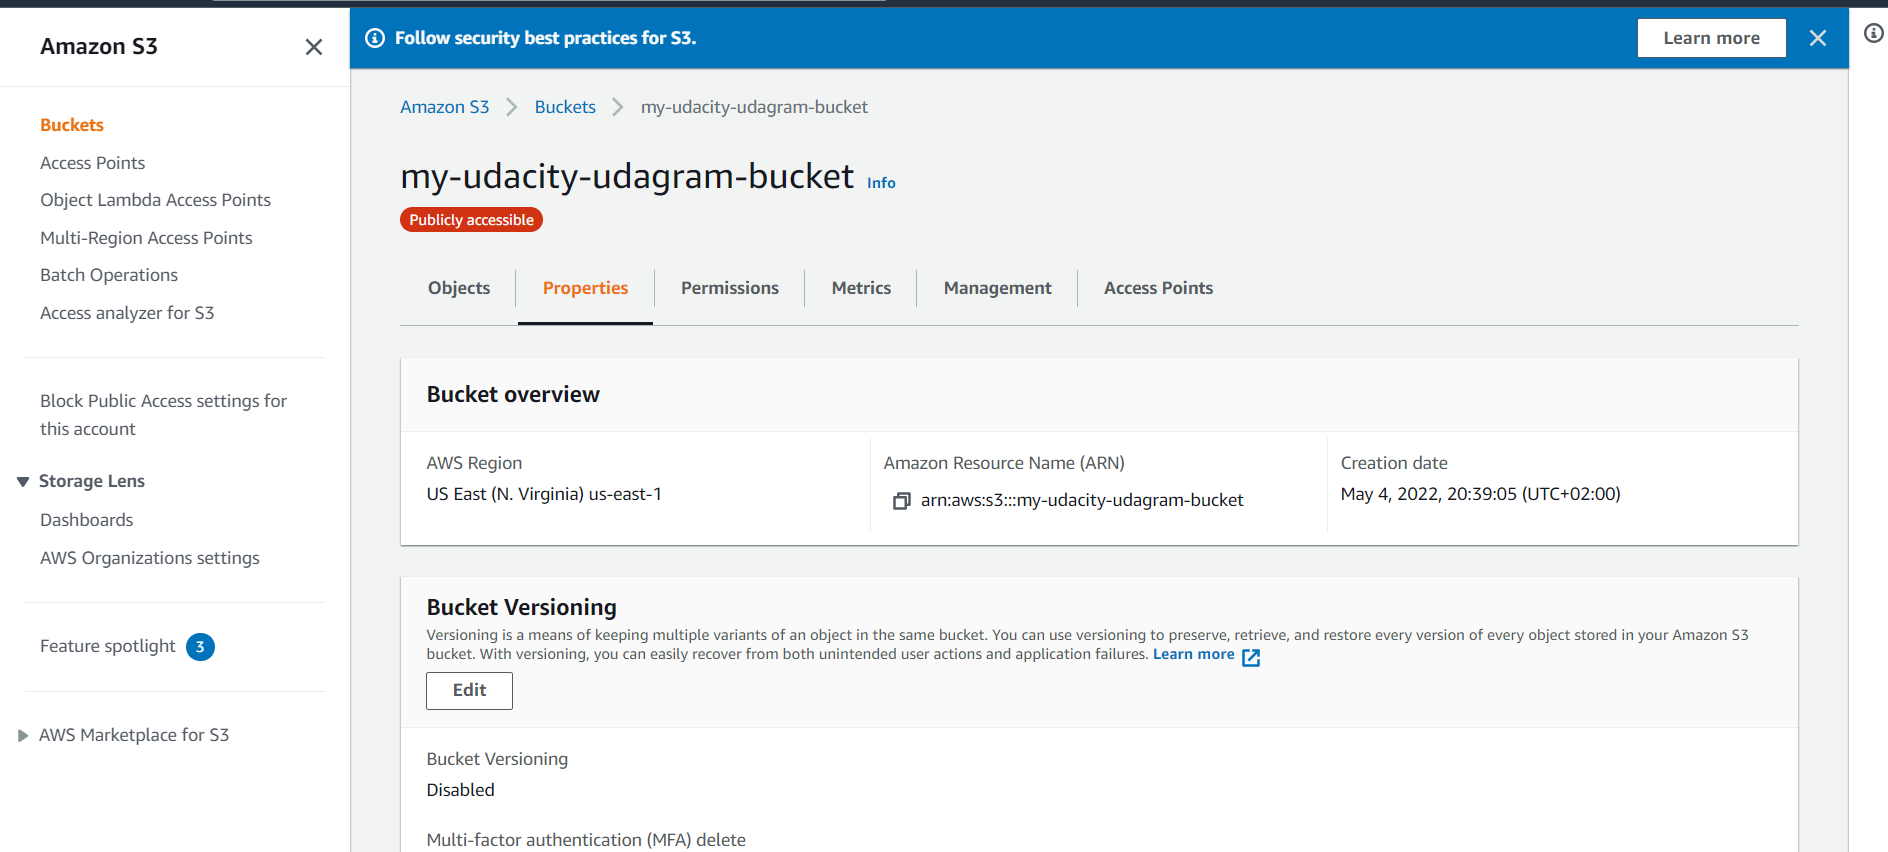 Amazon S3
Buckets
Access Points
Object Lambda Access Points
Multi-Region Access Points
Batch Operations
Access analyzer for S3
Block Public Access settings for
this account
Storage Lens
Dashboards
AWS Organizations settings
Feature spotlight 3
AWS Marketplace for S3
Follow security best practices for S3.
Learn more
Amazon S3 > Buckets > my-udacity-udagram-bucket
my-udacity-udagram-bucket Info
Publicly accessible
Objects Properties Permissions Metrics Management Access Points
Bucket overview
AWS Region
US East (N. Virginia) us-east-1
Amazon Resource Name (ARN)
arn:aws:s3:::my-udacity-udagram-bucket
Creation date
May 4, 2022, 20:39:05 (UTC+02:00)
Bucket Versioning
Versioning is a means of keeping multiple variants of an object in the same bucket. You can use versioning to preserve, retrieve, and restore every version of every object stored in your Amazon S3
bucket. With versioning, you can easily recover from both unintended user actions and application failures. Learn more
Edit
Bucket Versioning
Disabled
Multi-factor authentication (MFA) delete